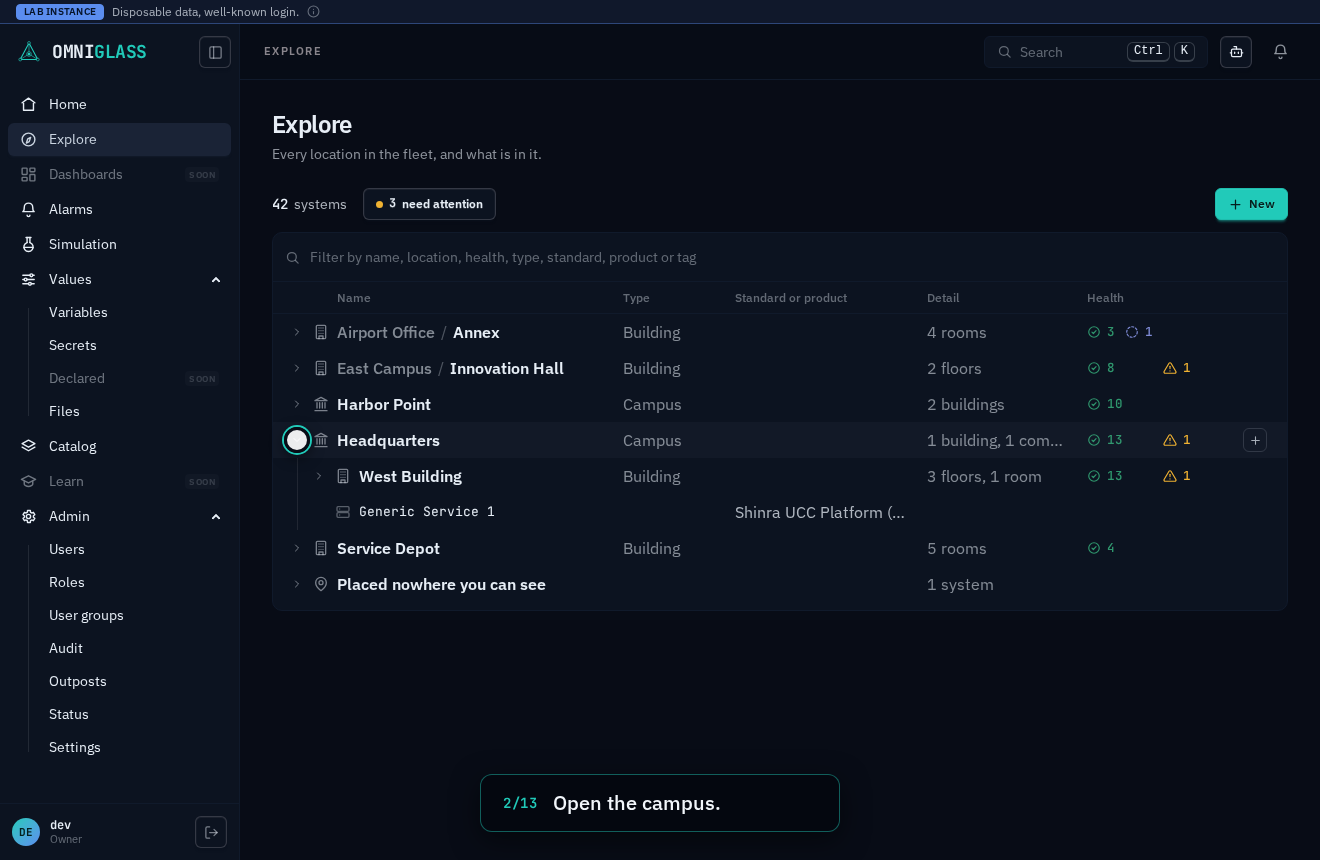 LAB INSTANCE Disposable data, well-known login.
OMNIGLASS
EXPLORE
Search Ctrl K
Home
Explore
Dashboards SOON
Alarms
Simulation
Values
Variables
Secrets
Declared SOON
Files
Catalog
Learn SOON
Admin
Users
Roles
User groups
Audit
Outposts
Status
Settings
DE dev
Owner
Explore
Every location in the fleet, and what is in it.
42 systems 3 need attention New
Filter by name, location, health, type, standard, product or tag
Name Type Standard or product Detail Health
Airport Office / Annex Building 4 rooms 3 1
East Campus / Innovation Hall Building 2 floors 8 1
Harbor Point Campus 2 buildings 10
Headquarters Campus 1 building, 1 com... 13 1
West Building Building 3 floors, 1 room 13 1
Generic Service 1 Shinra UCC Platform (...
Service Depot Building 5 rooms 4
Placed nowhere you can see 1 system
2/13 Open the campus.